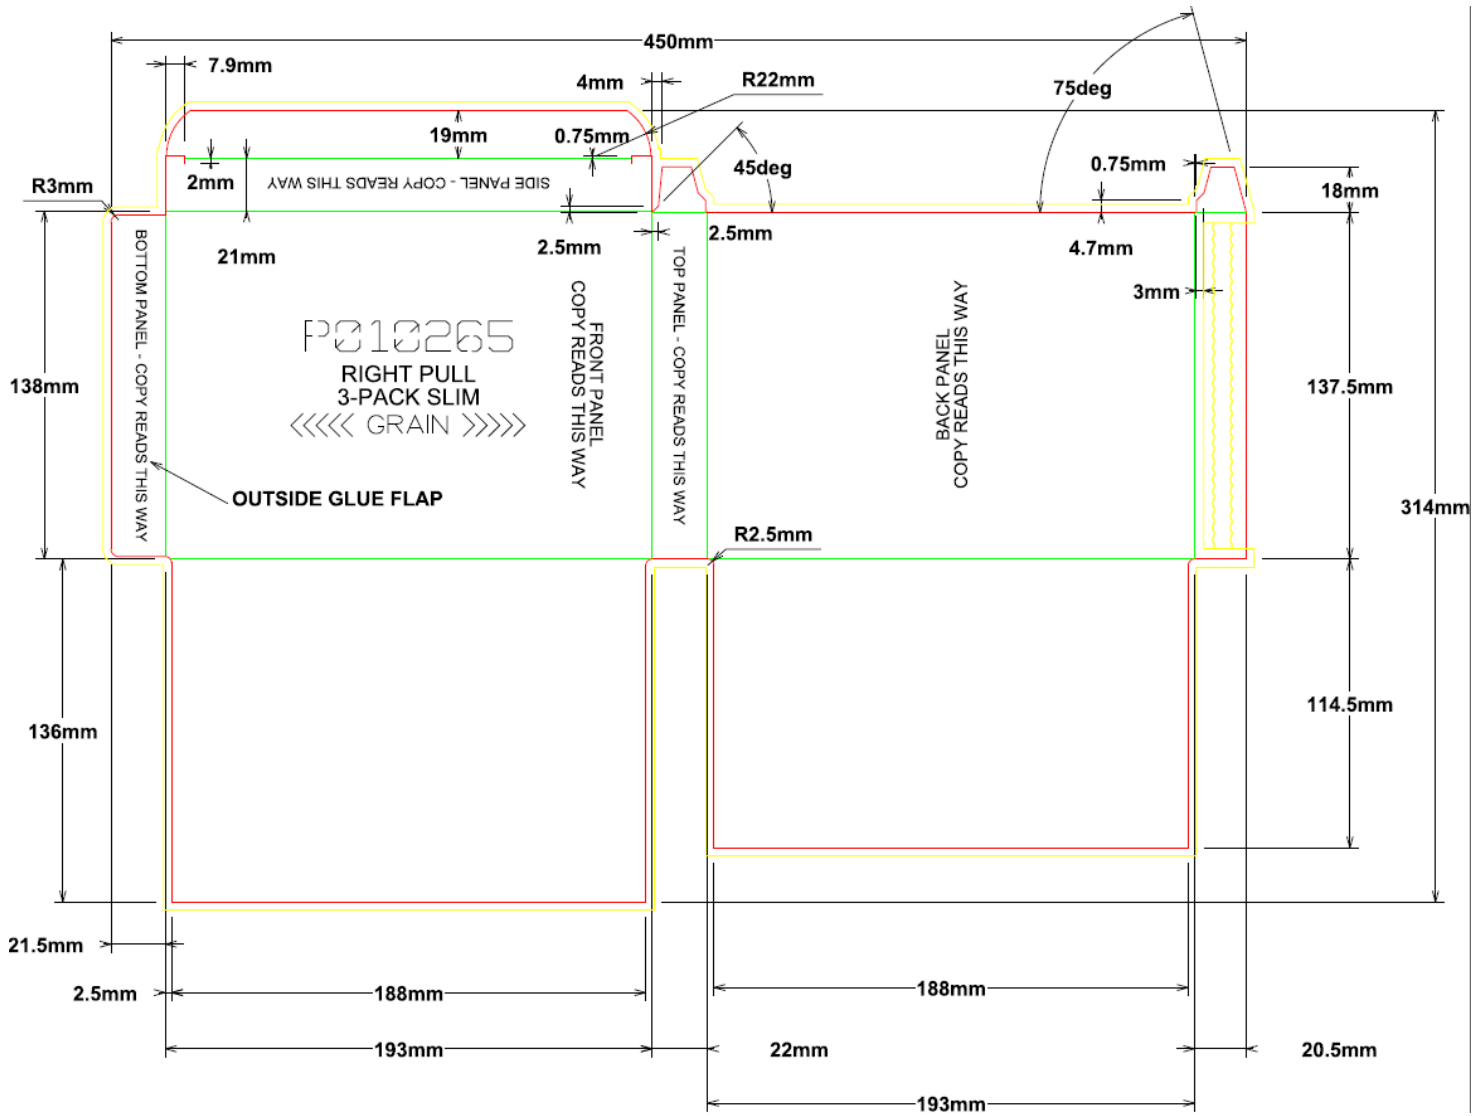 450mm
7.9mm
4mm
R22mm
75deg
19mm
0.75mm
45deg
0.75mm
R3mm
2mm
SIDE PANEL - COPY READS THIS WAY
18mm
21mm
2.5mm
2.5mm
4.7mm
3mm
BOTTOM PANEL - COPY READS THIS WAY
P010265
RIGHT PULL
3-PACK SLIM
<<<<< GRAIN >>>>>
FRONT PANEL
COPY READS THIS WAY
TOP PANEL - COPY READS THIS WAY
BACK PANEL
COPY READS THIS WAY
138mm
137.5mm
OUTSIDE GLUE FLAP
314mm
R2.5mm
136mm
114.5mm
21.5mm
2.5mm
188mm
188mm
193mm
22mm
20.5mm
193mm